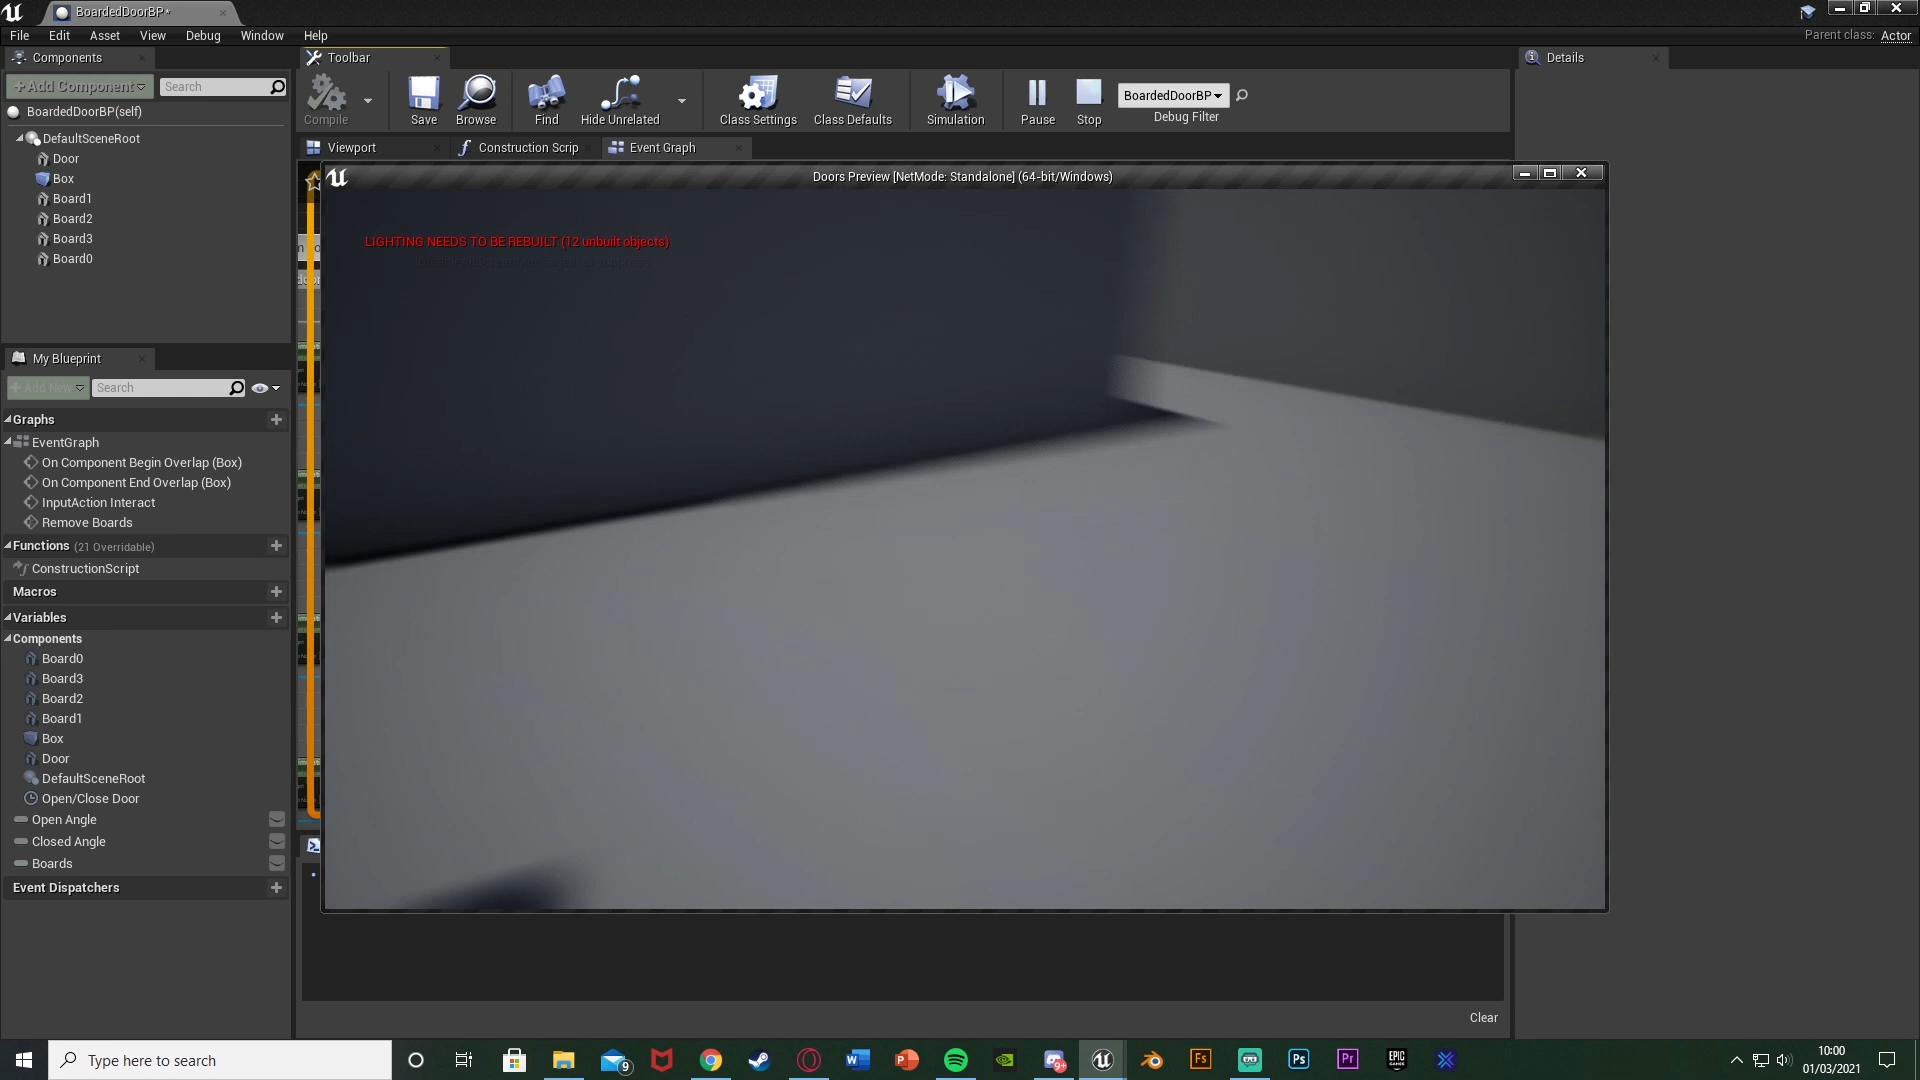 BoardedDoorBP*
File Edit Asset View Debug Window Help
Parent class: Actor
Components
Toolbar
Details
+Add Component
Search
Compile
Save
Browse
Find
Hide Unrelated
Class Settings
Class Defaults
Simulation
Pause
Stop
BoardedDoorBP
Debug Filter
BoardedDoorBP(self)
DefaultSceneRoot
Door
Box
Board1
Board2
Board3
Board0
Viewport
Construction Scrip
Event Graph
Doors Preview [NetMode: Standalone] (64-bit/Windows)
LIGHTING NEEDS TO BE REBUILT (12 unbuilt objects)
My Blueprint
+ Add New
Search
Graphs
EventGraph
On Component Begin Overlap (Box)
On Component End Overlap (Box)
InputAction Interact
Remove Boards
Functions (21 Overridable)
ConstructionScript
Macros
Variables
Components
Board0
Board3
Board2
Board1
Box
Door
DefaultSceneRoot
Open/Close Door
Open Angle
Closed Angle
Boards
Event Dispatchers
Clear
Type here to search
10:00
01/03/2021